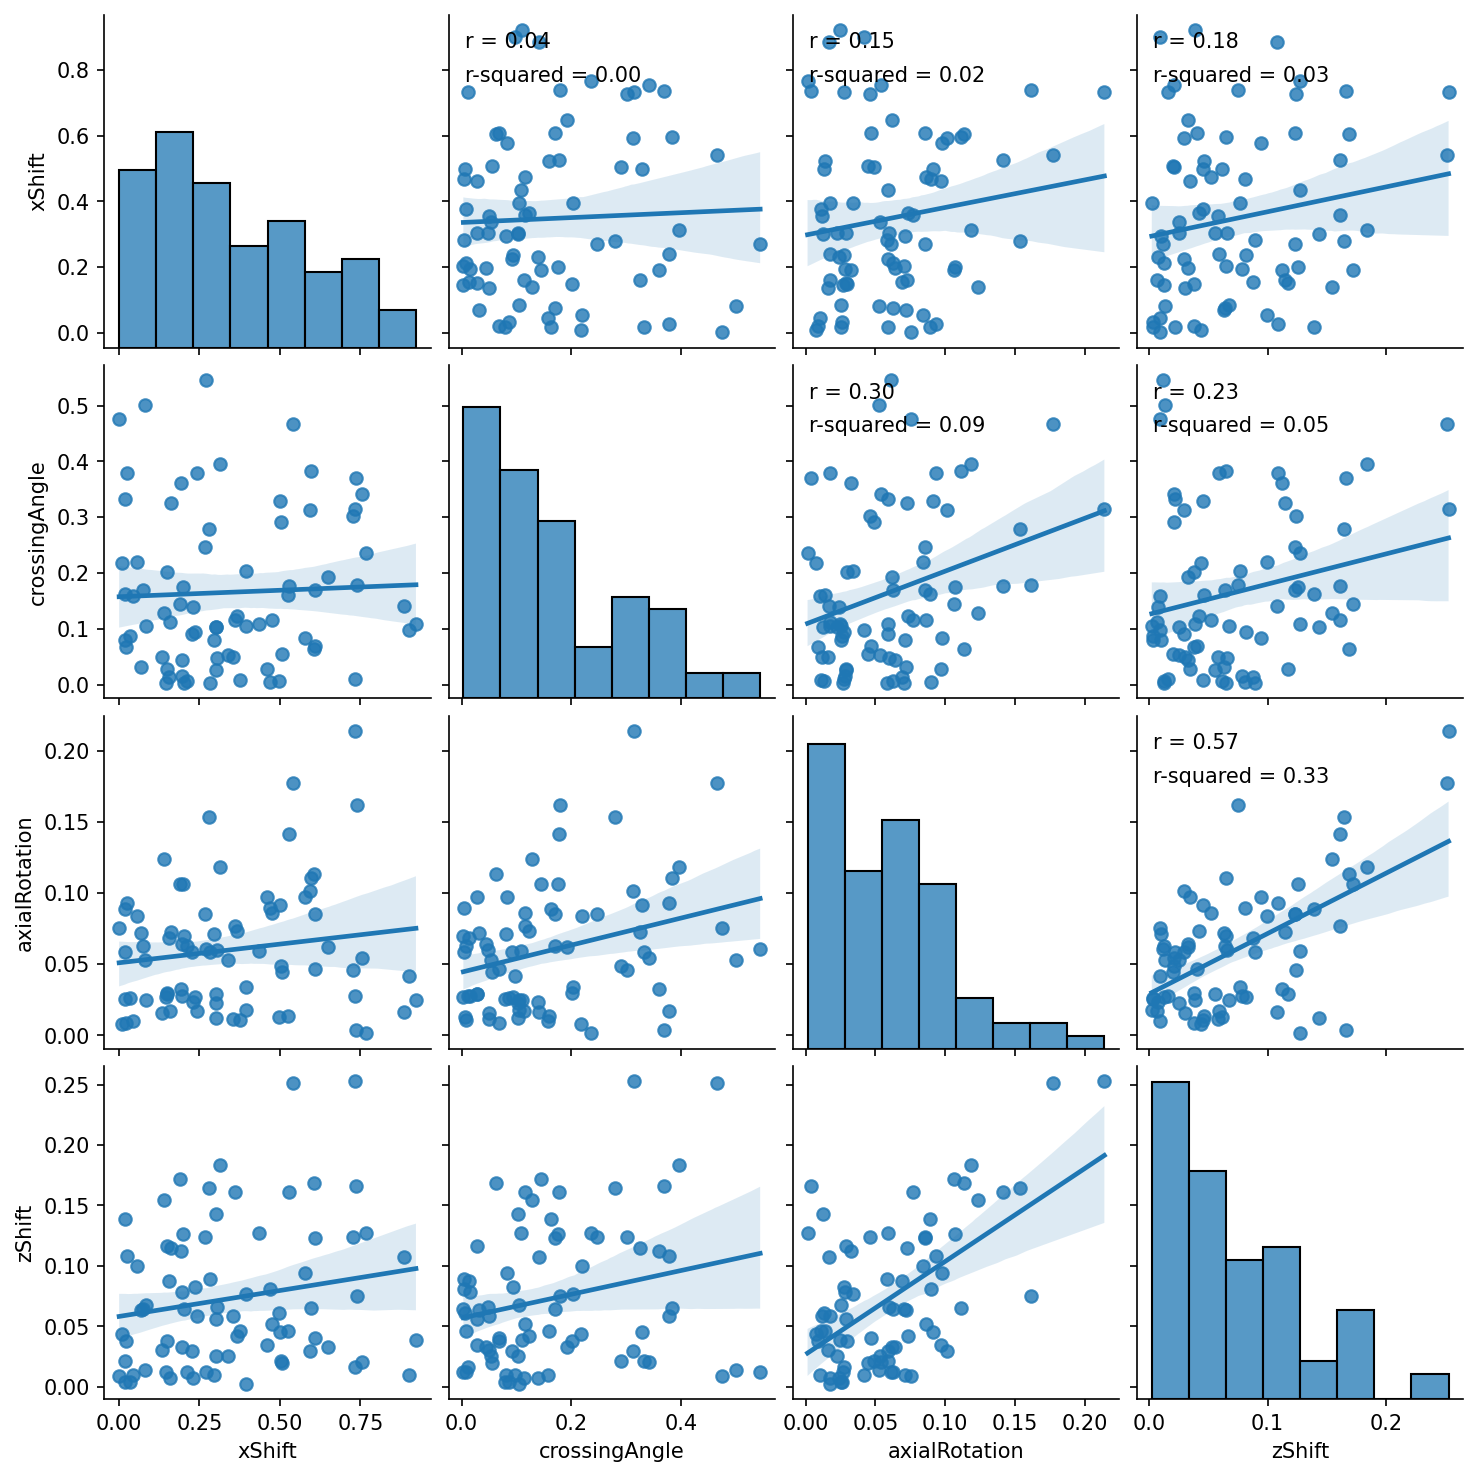 r = 0.04
r-squared = 0.00
r = 0.15
r-squared = 0.02
r = 0.18
r-squared = 0.03
0.8
0.6
0.4
0.2
0.0
xShift
r = 0.30
r-squared = 0.09
r = 0.23
r-squared = 0.05
0.5
0.4
0.3
0.2
0.1
0.0
crossingAngle
r = 0.57
r-squared = 0.33
0.20
0.15
0.10
0.05
0.00
axialRotation
0.25
0.20
0.15
0.10
0.05
0.00
zShift
0.00 0.25 0.50 0.75
0.0 0.2 0.4
0.00 0.05 0.10 0.15 0.20
0.0 0.1 0.2
xShift
crossingAngle
axialRotation
zShift